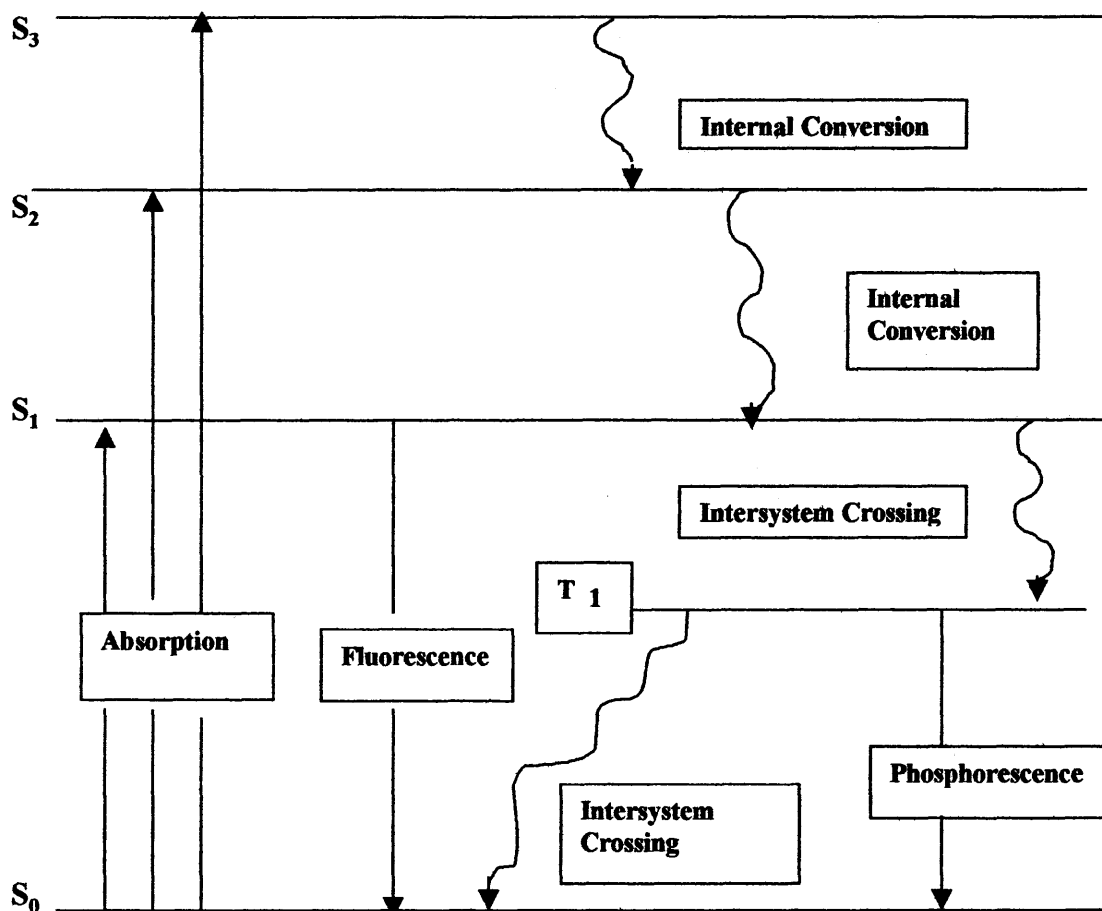 S3
Internal Conversion
S2
Internal
Conversion
S1
Intersystem Crossing
T 1
Absorption
Fluorescence
Phosphorescence
Intersystem
Crossing
S0